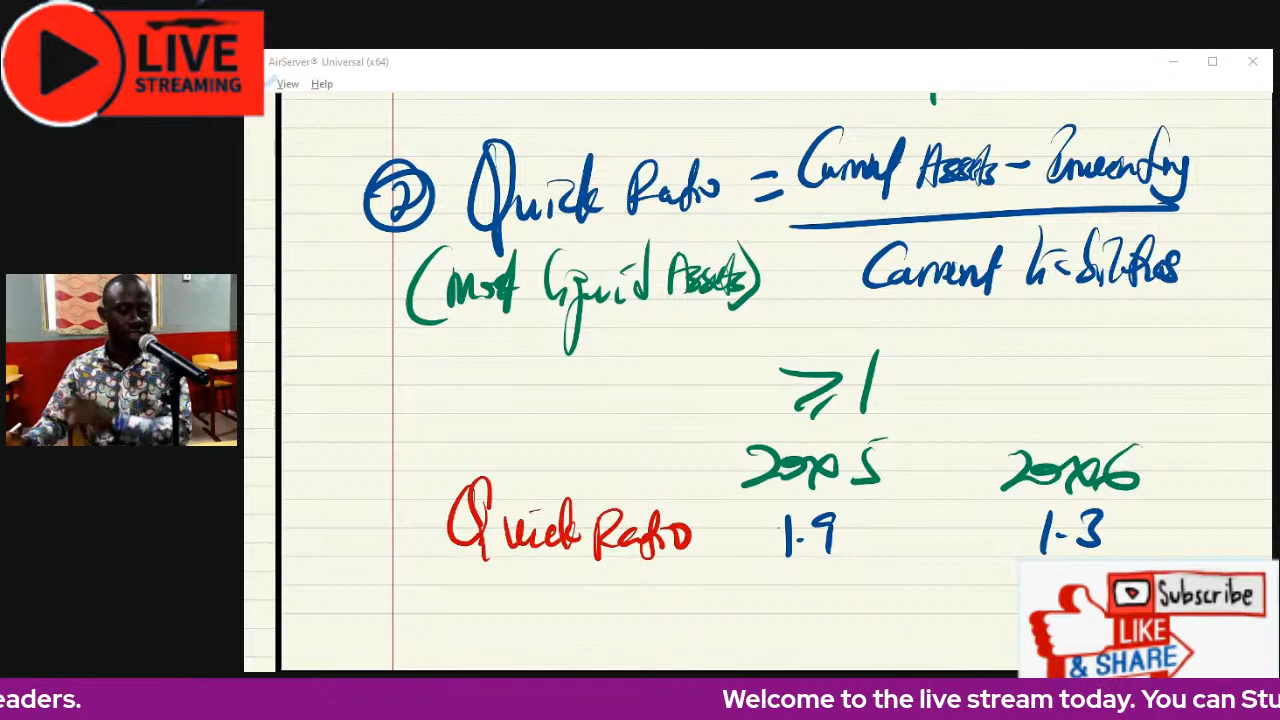 LIVE
STREAMING
AirServer® Universal (x64)
View Help
② Quick Ratio = Current Assets - Inventory
Current Liabilities
(most liquid Assets)
≥ 1
20x5 20x6
Quick Ratio 1.9 1.3
Subscribe
LIKE
& SHARE
eaders. Welcome to the live stream today. You can Stu